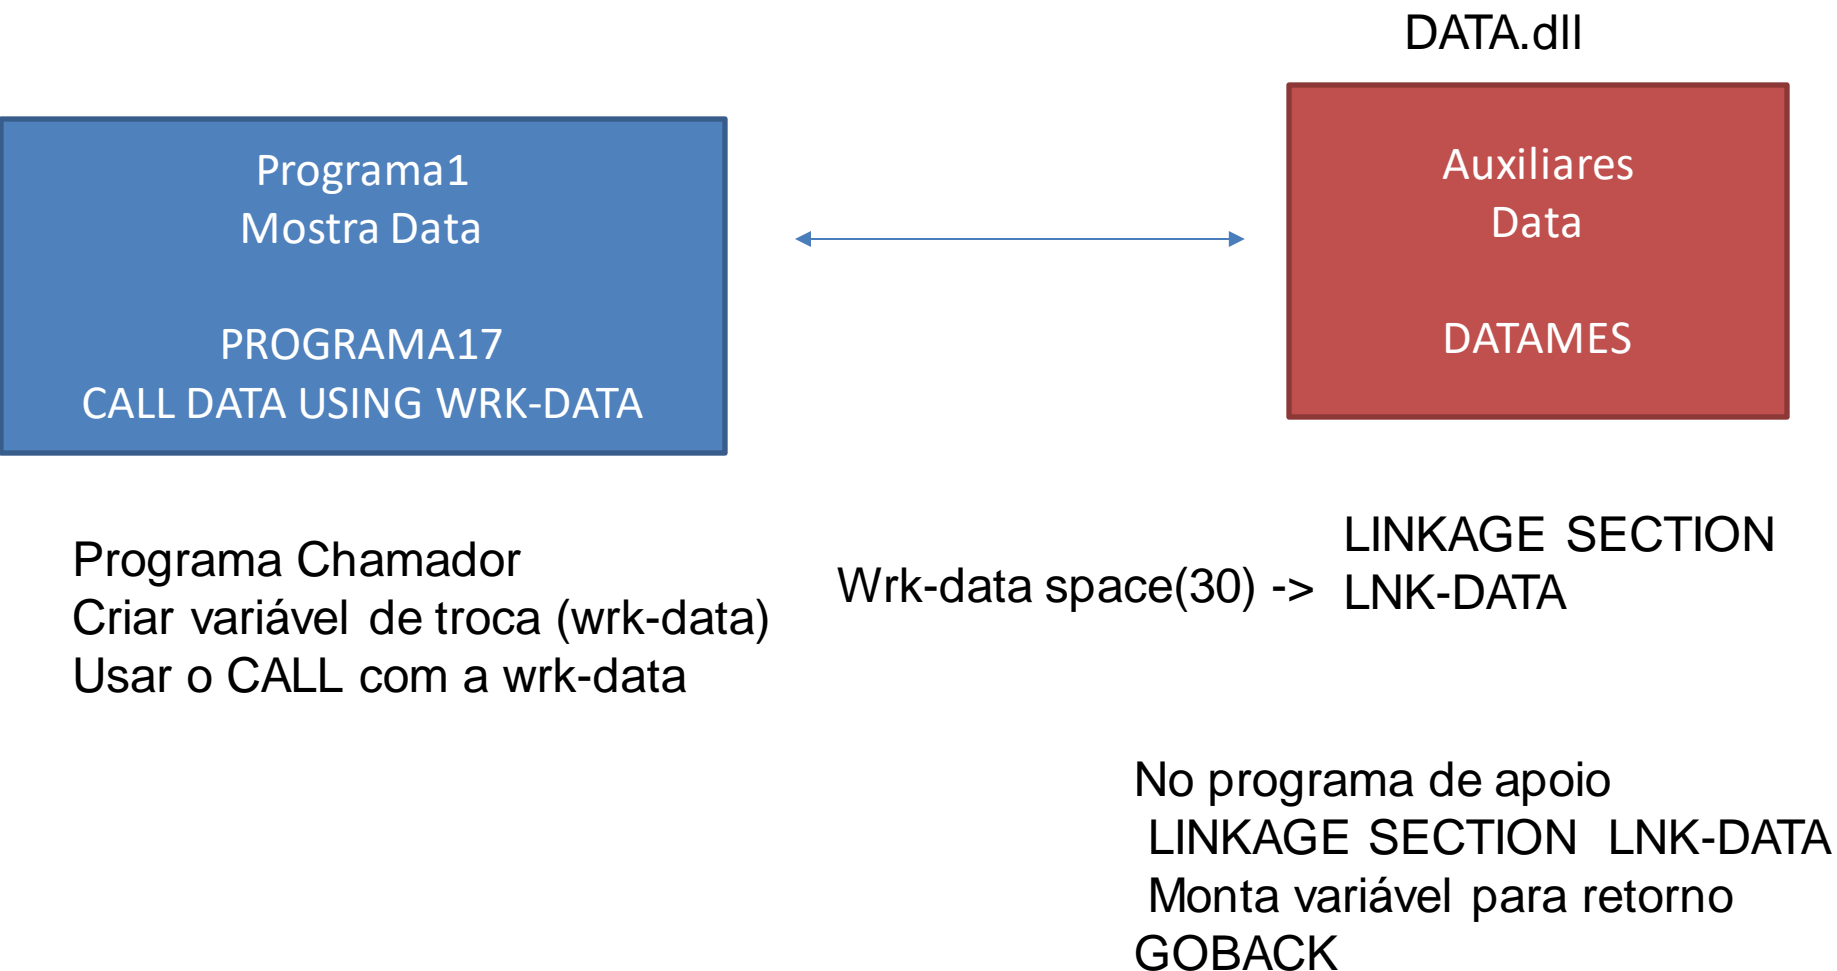 DATA.dll
Programa1
Mostra Data
PROGRAMA17
CALL DATA USING WRK-DATA
Auxiliares
Data
DATAMES
Programa Chamador
Criar variável de troca (wrk-data)
Usar o CALL com a wrk-data
Wrk-data space(30) ->
LINKAGE SECTION
LNK-DATA
No programa de apoio
LINKAGE SECTION LNK-DATA
Monta variável para retorno
GOBACK